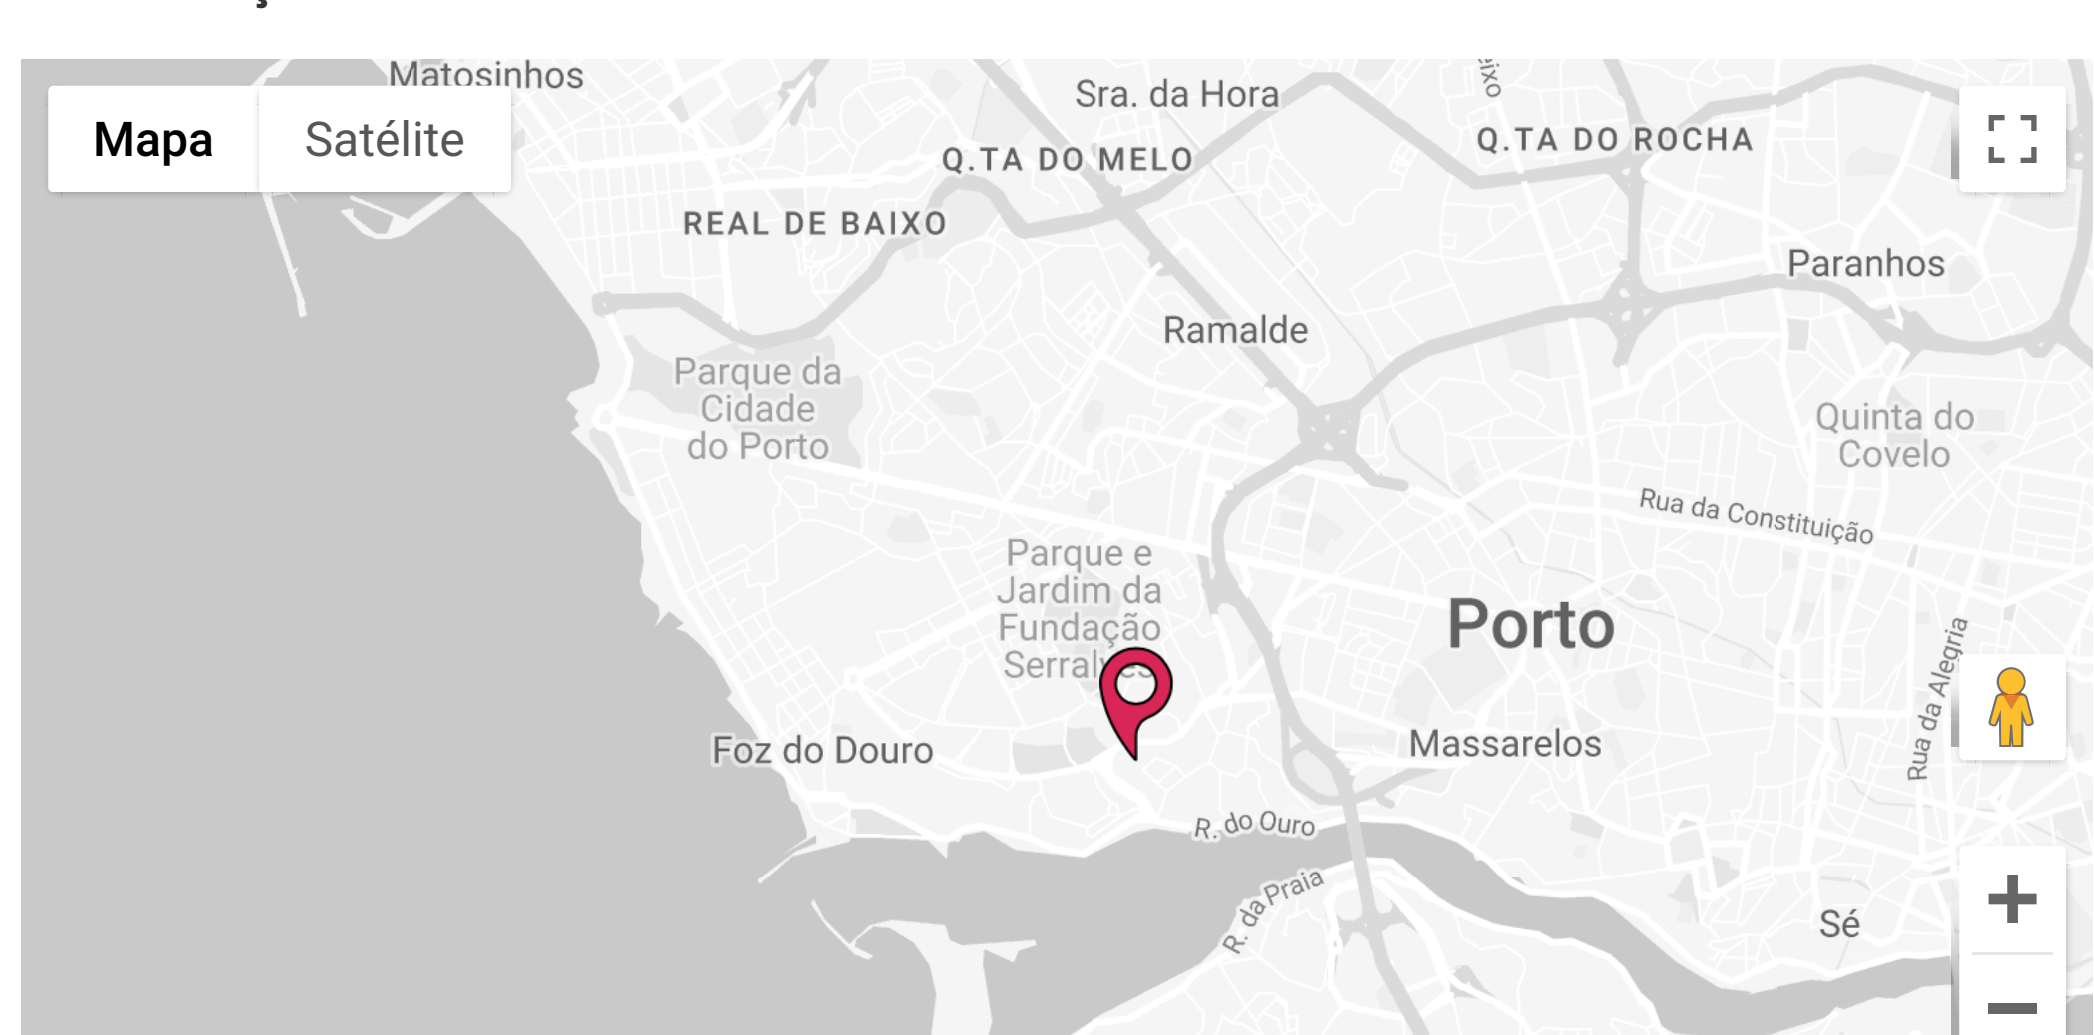 Matosinhos
Mapa
Satélite
Sra. da Hora
Q.TA DO MELO
Q.TA DO ROCHA
REAL DE BAIXO
Paranhos
Ramalde
Parque da
Cidade
do Porto
Quinta do
Covelo
Rua da Constituição
Parque e
Jardim da
Fundação
Porto
Rua da Alegria
Foz do Douro
Massarelos
R. do Ouro
R. da Praia
Sé